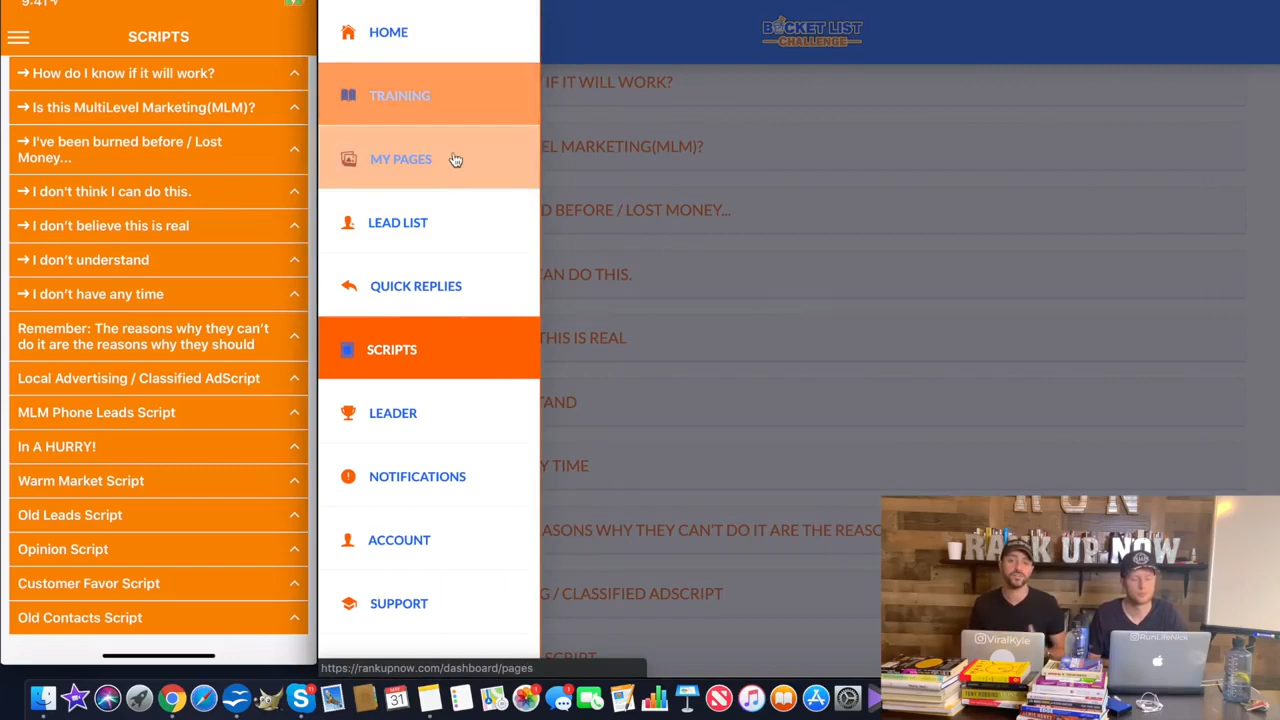 9:41
SCRIPTS
→ How do I know if it will work?
→ Is this MultiLevel Marketing(MLM)?
→ I've been burned before / Lost
Money...
→ I don't think I can do this.
→ I don't believe this is real
→ I don't understand
→ I don't have any time
Remember: The reasons why they can't
do it are the reasons why they should
Local Advertising / Classified AdScript
MLM Phone Leads Script
In A HURRY!
Warm Market Script
Old Leads Script
Opinion Script
Customer Favor Script
Old Contacts Script
HOME
TRAINING
MY PAGES
LEAD LIST
QUICK REPLIES
SCRIPTS
LEADER
NOTIFICATIONS
ACCOUNT
SUPPORT
https://rankupnow.com/dashboard/pages
BUCKET LIST
CHALLENGE
IF IT WILL WORK?
EL MARKETING(MLM)?
D BEFORE / LOST MONEY...
AN DO THIS.
THIS IS REAL
TAND
Y TIME
ASONS WHY THEY CAN'T DO IT ARE THE REASO
G / CLASSIFIED ADSCRIPT
SCRIPT
RANK UP NOW
ViralKyle
RunLifeNick
TONY ROBBINS